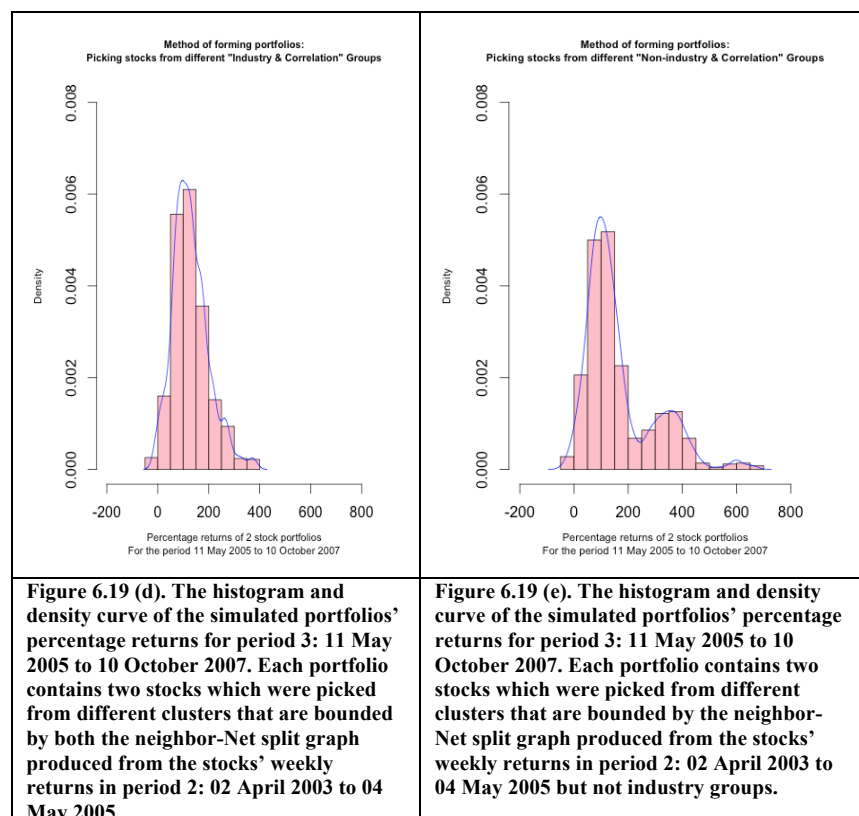 Method of forming portfolios:
Picking stocks from different "Industry & Correlation" Groups
0.008
0.006
0.004
0.002
0.000
Density
-200 0 200 400 600 800
Percentage returns of 2 stock portfolios
For the period 11 May 2005 to 10 October 2007
Figure 6.19 (d). The histogram and
density curve of the simulated portfolios’
percentage returns for period 3: 11 May
2005 to 10 October 2007. Each portfolio
contains two stocks which were picked
from different clusters that are bounded
by both the neighbor-Net split graph
produced from the stocks’ weekly
returns in period 2: 02 April 2003 to 04
May 2005
Method of forming portfolios:
Picking stocks from different "Non-industry & Correlation" Groups
0.008
0.006
0.004
0.002
0.000
Density
-200 0 200 400 600 800
Percentage returns of 2 stock portfolios
For the period 11 May 2005 to 10 October 2007
Figure 6.19 (e). The histogram and density
curve of the simulated portfolios’ percentage
returns for period 3: 11 May 2005 to 10
October 2007. Each portfolio contains two
stocks which were picked from different
clusters that are bounded by the neighbor-
Net split graph produced from the stocks’
weekly returns in period 2: 02 April 2003 to
04 May 2005 but not industry groups.